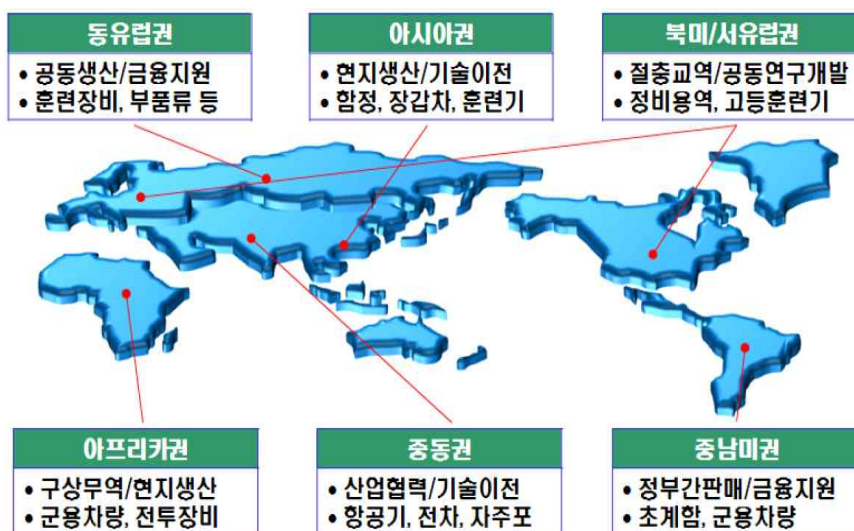 동유럽권
• 공동생산/금융지원
• 훈련장비, 부품류 등
아시아권
• 현지생산/기술이전
• 함정, 장갑차, 훈련기
북미/서유럽권
• 절충교역/공동연구개발
• 정비용역, 고등훈련기
아프리카권
• 구상무역/현지생산
• 군용차량, 전투장비
중동권
• 산업협력/기술이전
• 항공기, 전차, 자주포
중남미권
• 정부간판매/금융지원
• 초계함, 군용차량